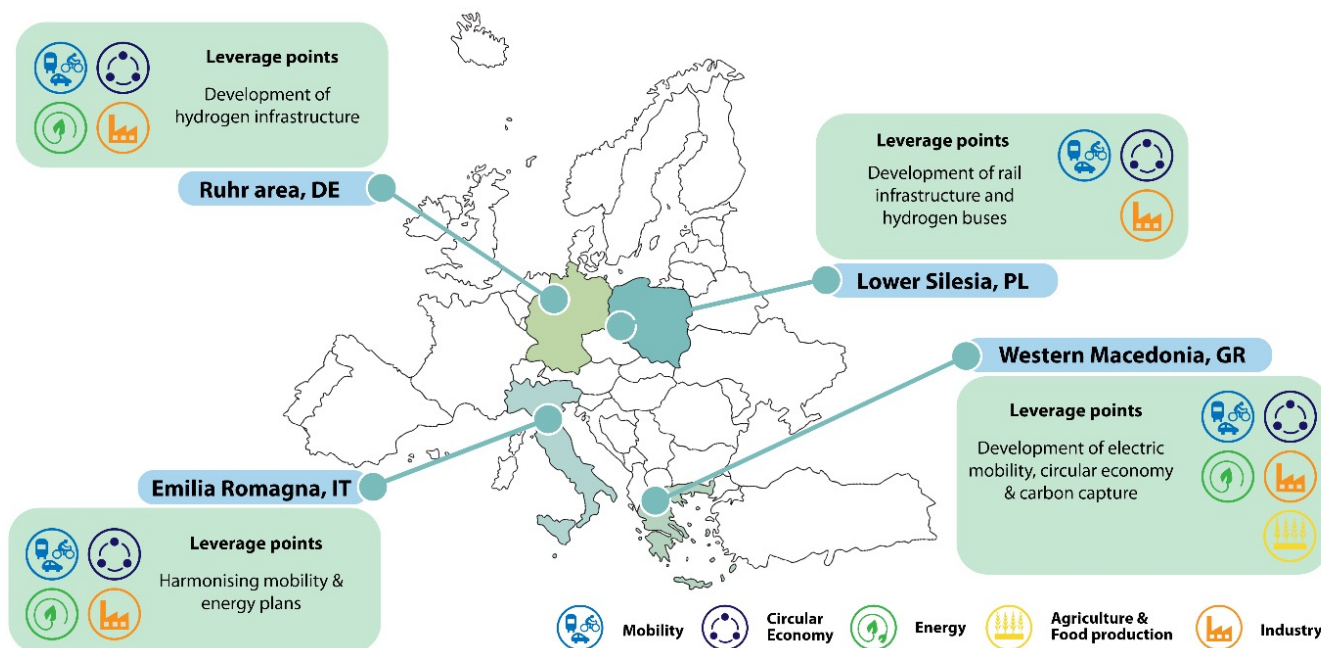 Leverage points
Development of
hydrogen infrastructure
Ruhr area, DE
Leverage points
Development of rail
infrastructure and
hydrogen buses
Lower Silesia, PL
Western Macedonia, GR
Leverage points
Development of electric
mobility, circular economy
& carbon capture
Emilia Romagna, IT
Leverage points
Harmonising mobility &
energy plans
Mobility
Circular
Economy
Energy
Agriculture &
Food production
Industry